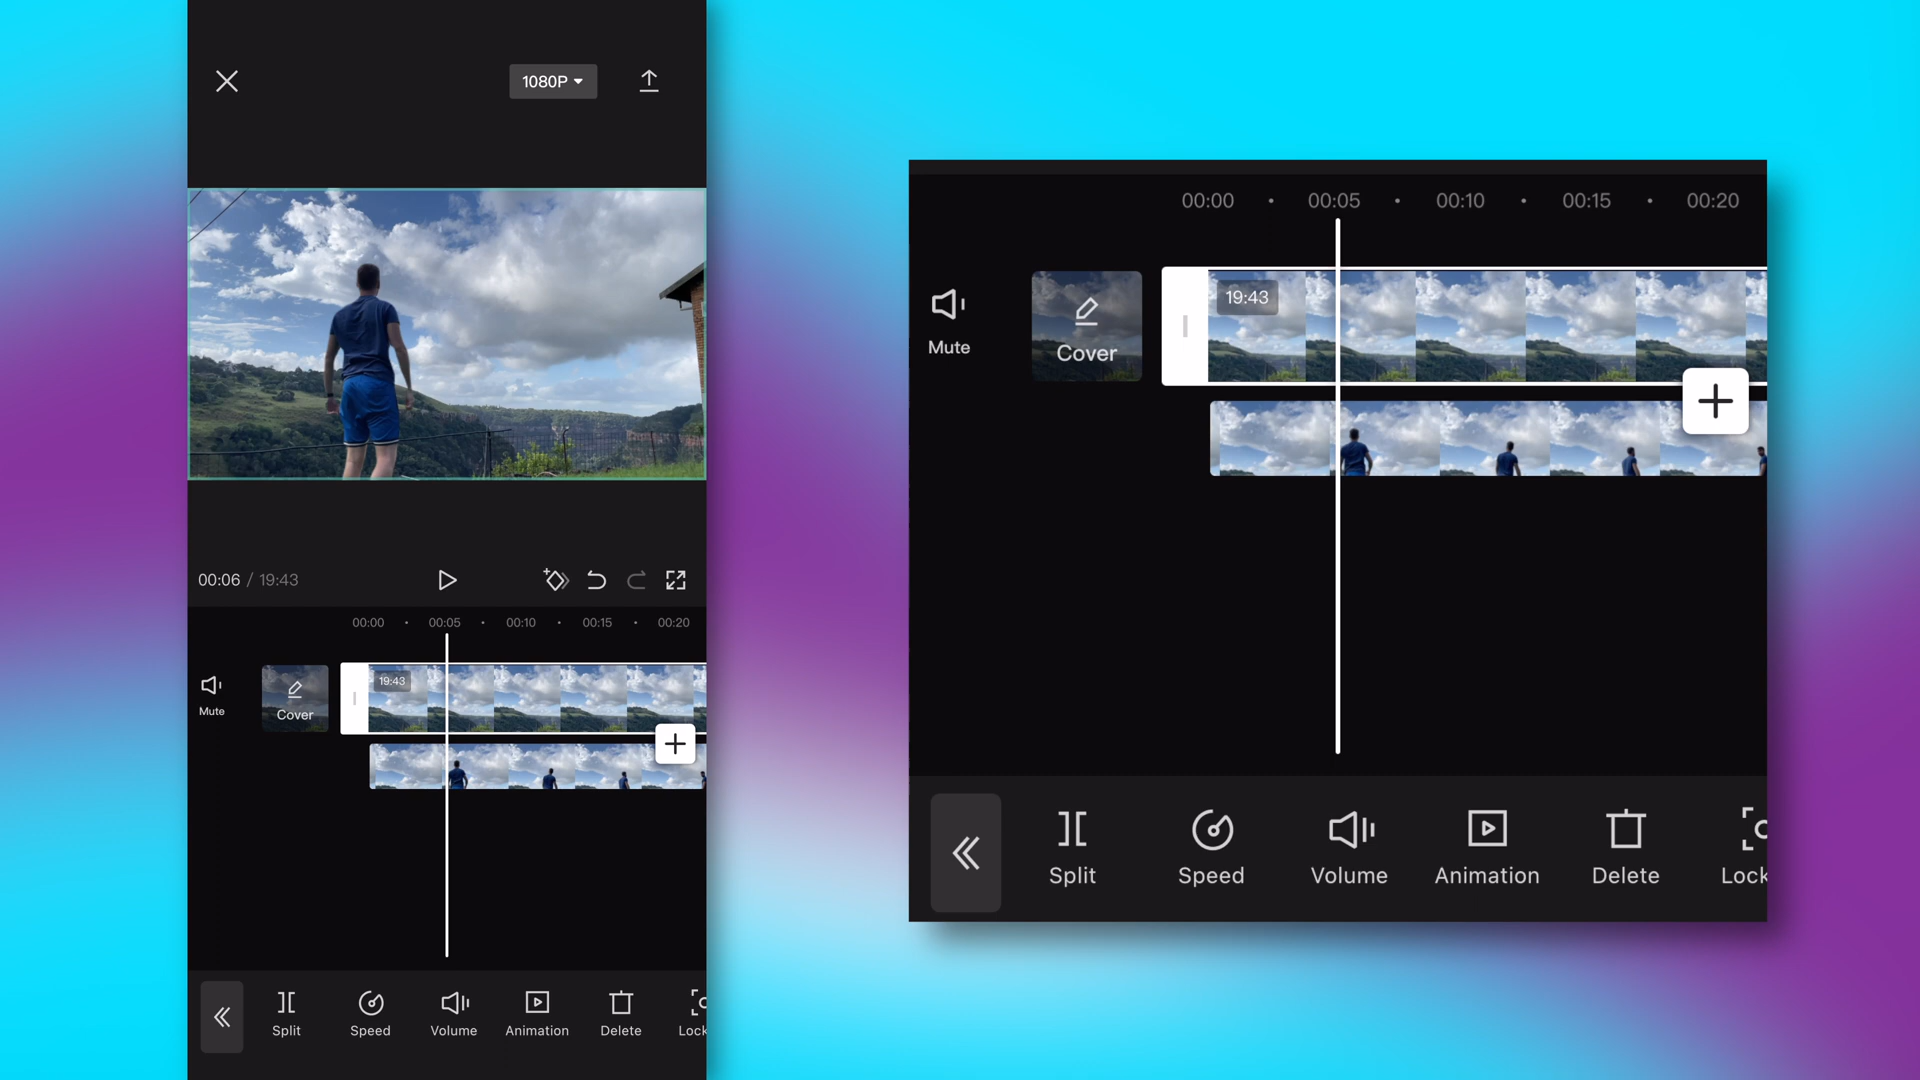 1080P
00:06 / 19:43
00:00 • 00:05 • 00:10 • 00:15 • 00:20
19:43
Mute
Cover
Split Speed Volume Animation Delete Lock
00:00 • 00:05 • 00:10 • 00:15 • 00:20
19:43
Mute
Cover
Split Speed Volume Animation Delete Lock